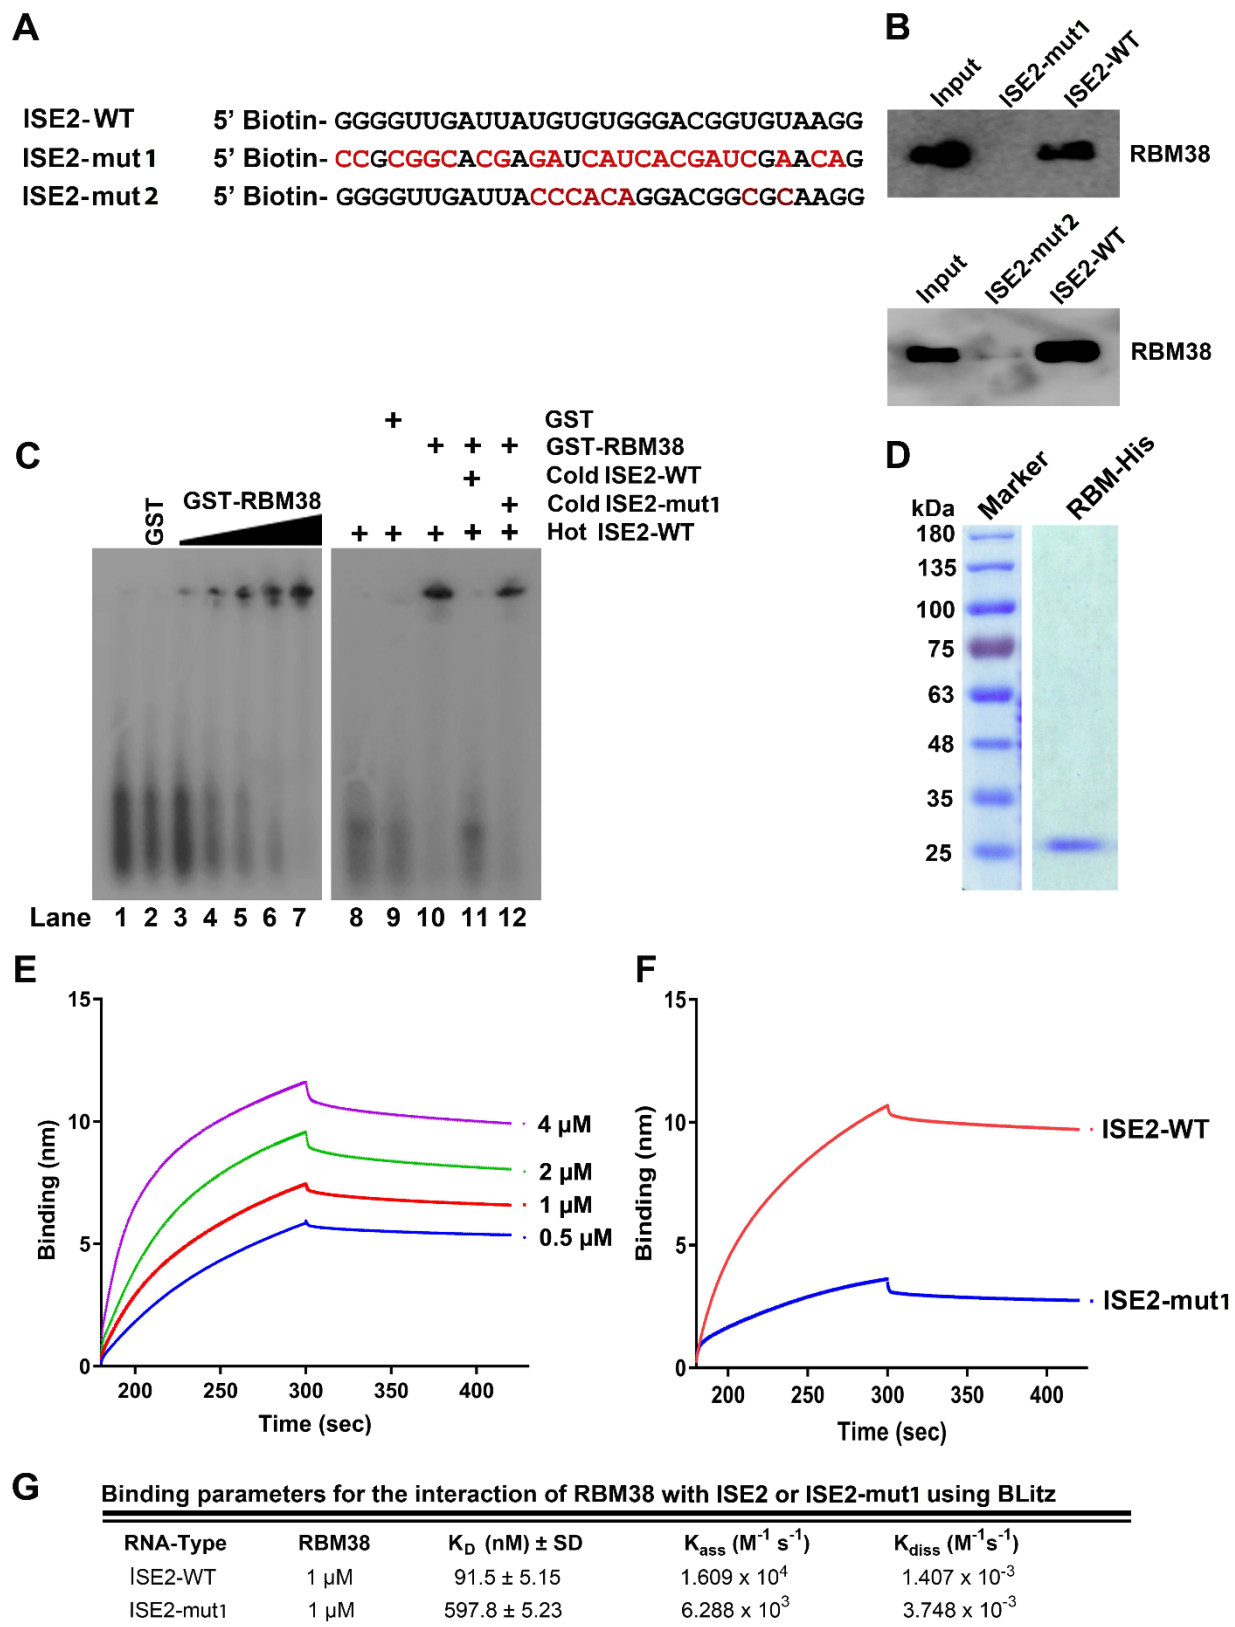 A
ISE2-WT 5' Biotin- GGGGUUGAUUAUGUGUGGGACGGUGUAAGG
ISE2-mut1 5' Biotin- CCGCGGCACGAGAUCAUCACGAUCGAACAG
ISE2-mut2 5' Biotin- GGGGUUGAUUACCCACAGGACGGCGCAAGG
B
Input ISE2-mut1 ISE2-WT
RBM38
Input ISE2-mut2 ISE2-WT
RBM38
C
GST GST-RBM38
+ GST
+ + + GST-RBM38
+ Cold ISE2-WT
+ Cold ISE2-mut1
+ + + + + Hot ISE2-WT
Lane 1 2 3 4 5 6 7 8 9 10 11 12
D
kDa Marker RBM-His
180
135
100
75
63
48
35
25
E
15
10
5
0
Binding (nm)
4 µM
2 µM
1 µM
0.5 µM
200 250 300 350 400
Time (sec)
F
15
10
5
0
Binding (nm)
ISE2-WT
ISE2-mut1
200 250 300 350 400
Time (sec)
G
Binding parameters for the interaction of RBM38 with ISE2 or ISE2-mut1 using BLitz
RNA-Type RBM38 K_D (nM) ± SD K_ass (M⁻¹ s⁻¹) K_diss (M⁻¹s⁻¹)
ISE2-WT 1 µM 91.5 ± 5.15 1.609 x 10⁴ 1.407 x 10⁻³
ISE2-mut1 1 µM 597.8 ± 5.23 6.288 x 10³ 3.748 x 10⁻³